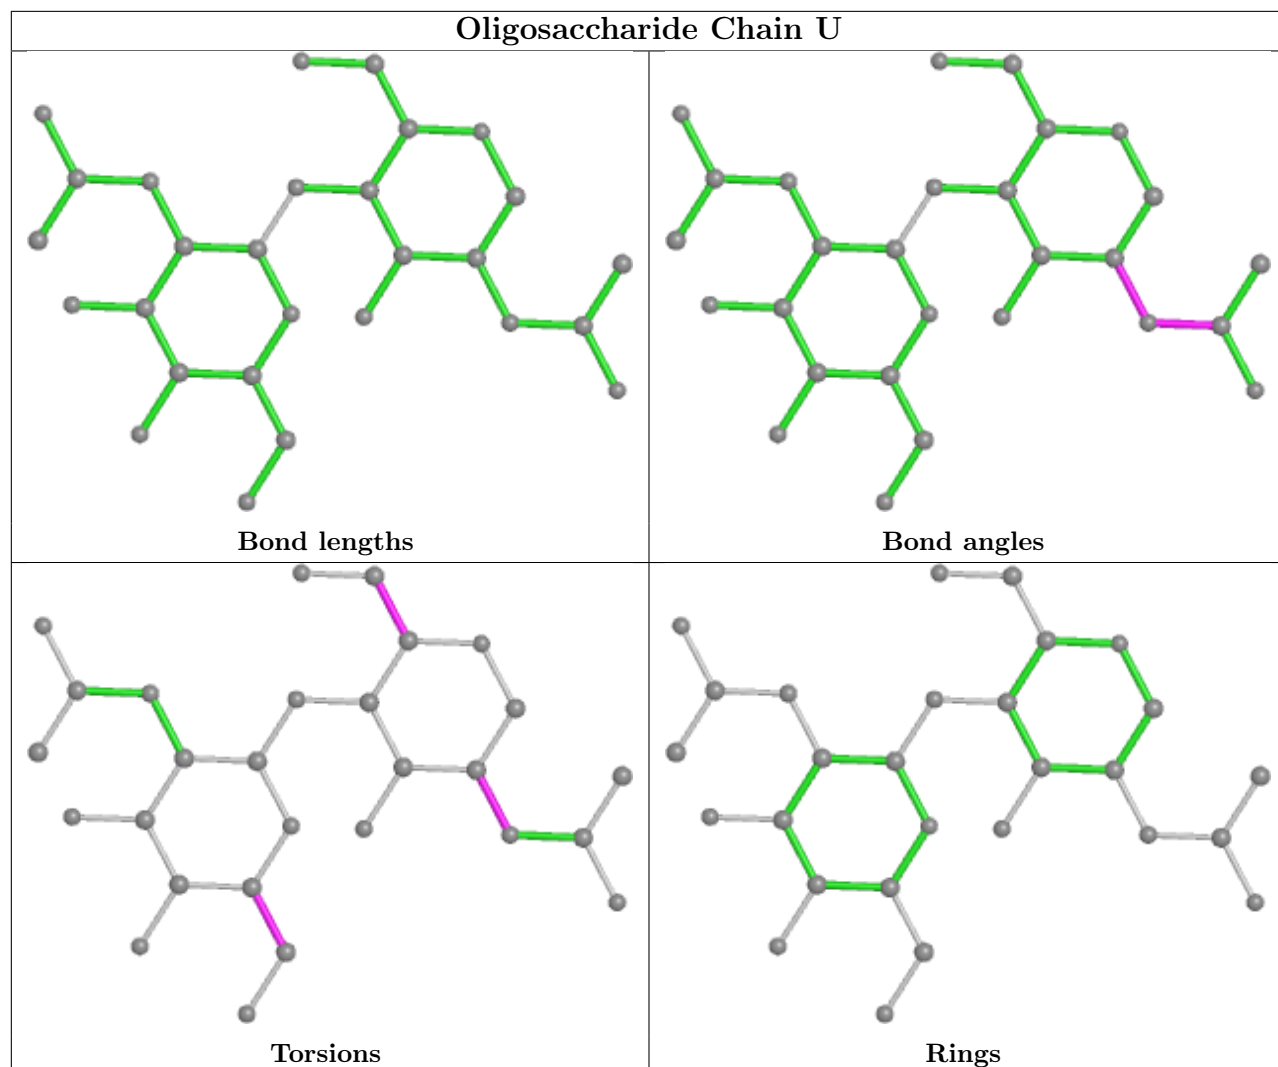 Oligosaccharide Chain U
Bond lengths
Bond angles
Torsions
Rings